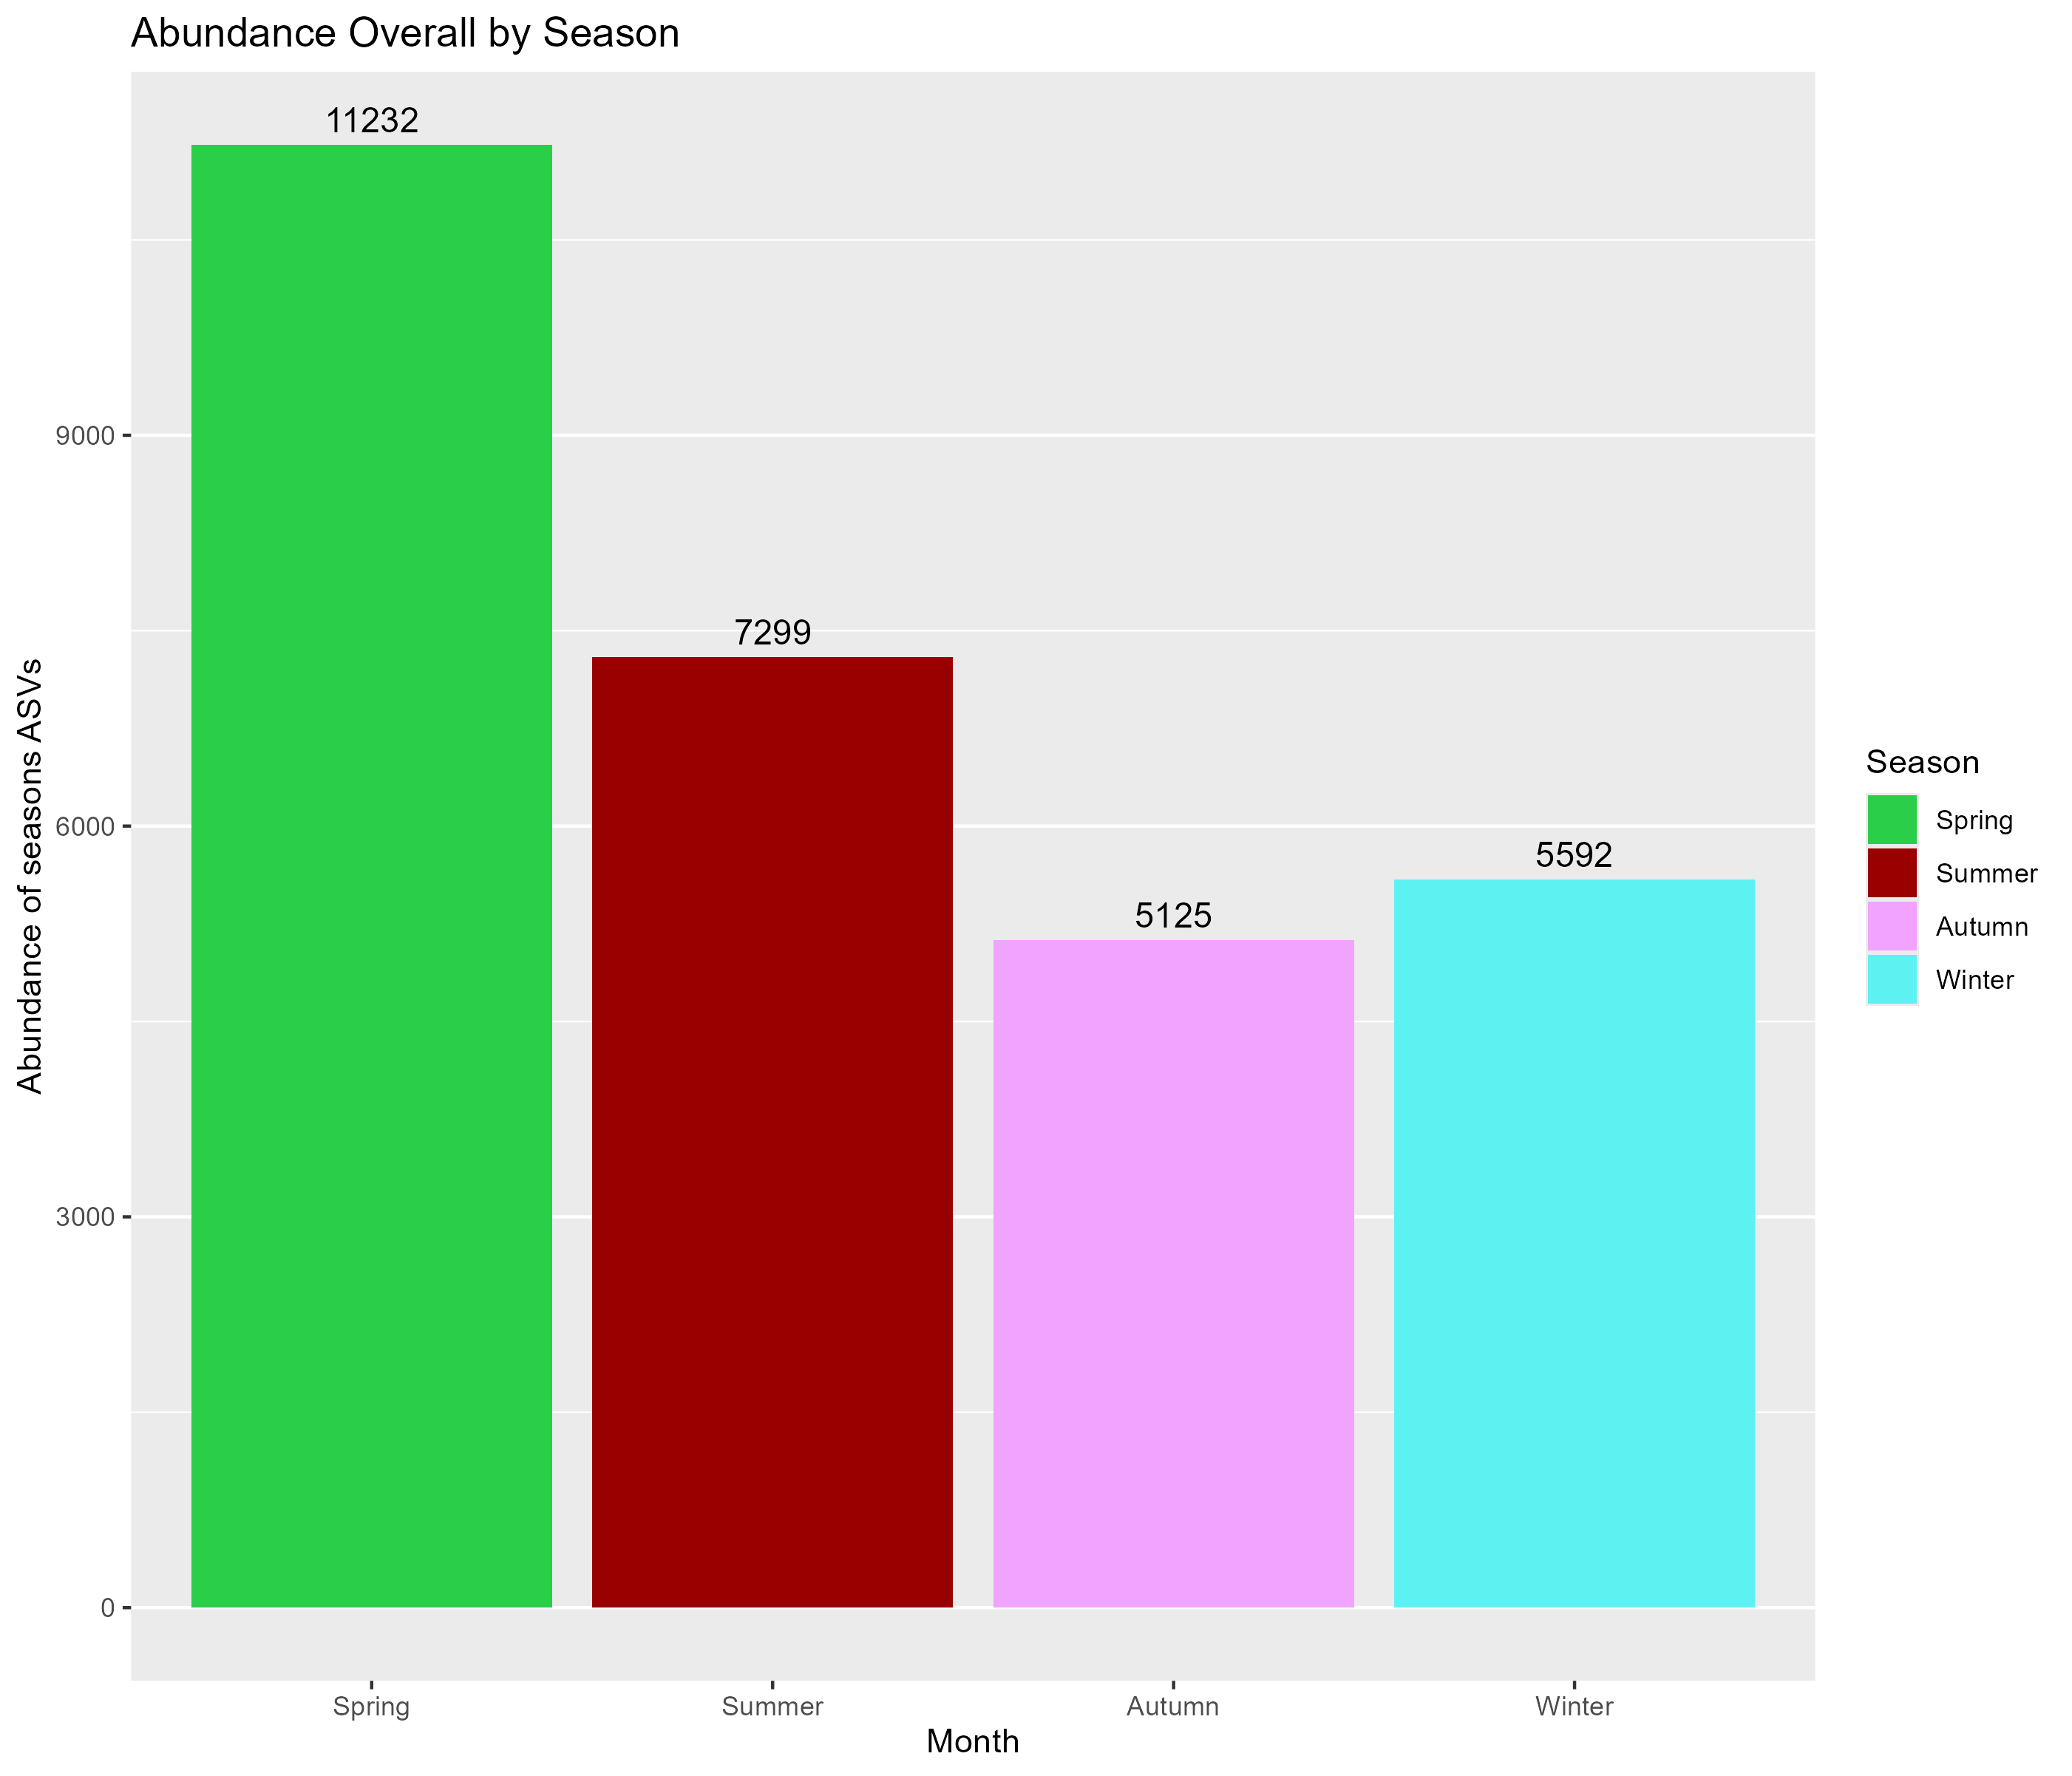 Abundance Overall by Season
Abundance of seasons ASVs
9000
6000
3000
0
11232
7299
5125
5592
Spring
Summer
Autumn
Winter
Month
Season
Spring
Summer
Autumn
Winter